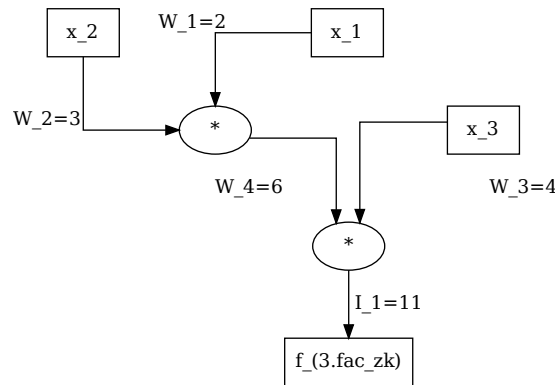 x_2
W_1=2
x_1
W_2=3
*
x_3
W_4=6
W_3=4
*
I_1=11
f_(3.fac_zk)